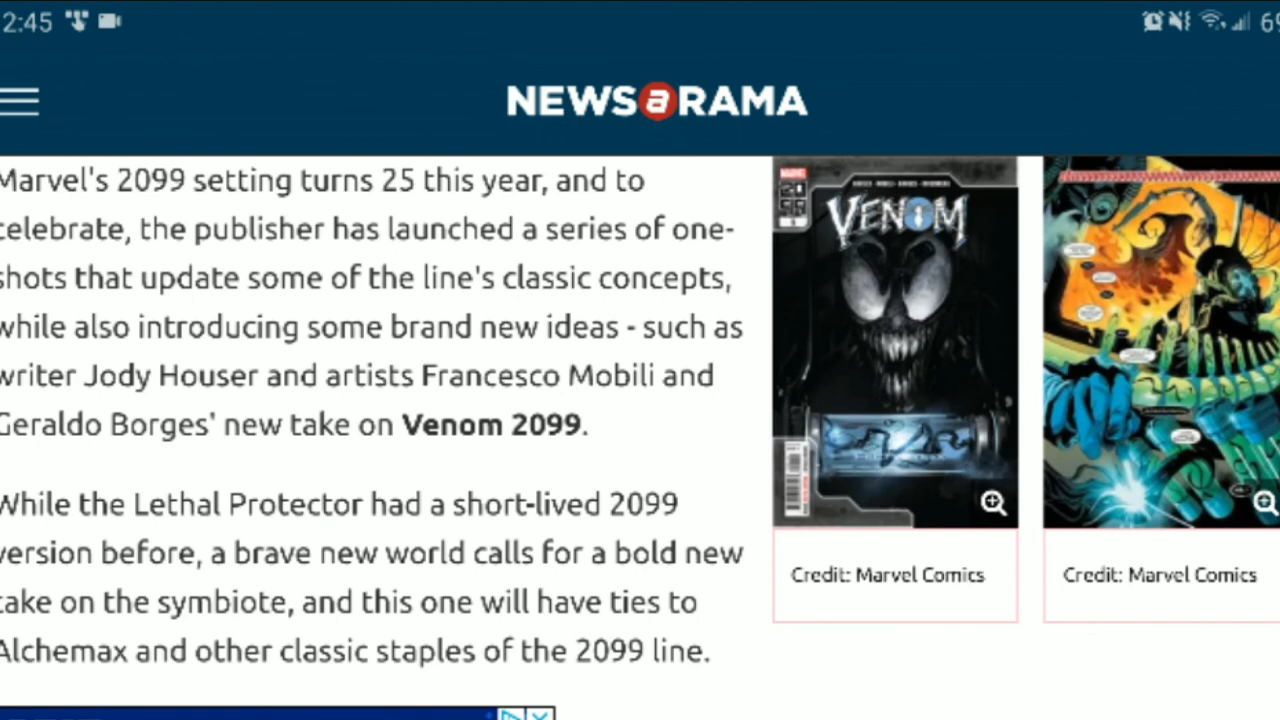 2:45
NEWSaRAMA
Marvel's 2099 setting turns 25 this year, and to
celebrate, the publisher has launched a series of one-
shots that update some of the line's classic concepts,
while also introducing some brand new ideas - such as
writer Jody Houser and artists Francesco Mobili and
Geraldo Borges' new take on Venom 2099.
While the Lethal Protector had a short-lived 2099
version before, a brave new world calls for a bold new
take on the symbiote, and this one will have ties to
Alchemax and other classic staples of the 2099 line.
MARVEL
2099
VENOM
Credit: Marvel Comics
Credit: Marvel Comics